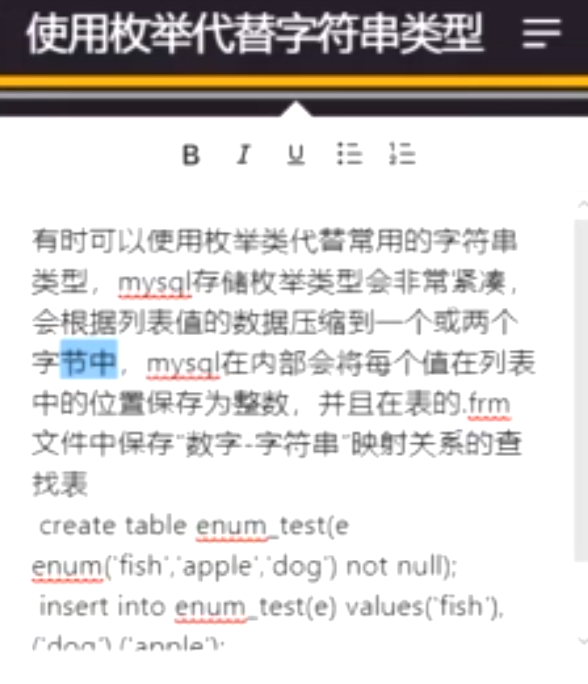 使用枚举代替字符串类型
B I U
有时可以使用枚举类代替常用的字符串
类型，mysql存储枚举类型会非常紧凑，
会根据列表值的数据压缩到一个或两个
字节中，mysql在内部会将每个值在列表
中的位置保存为整数，并且在表的.frm
文件中保存"数字-字符串"映射关系的查
找表
create table enum_test(e
enum('fish','apple','dog') not null);
insert into enum_test(e) values('fish'),
('dog'),('apple');